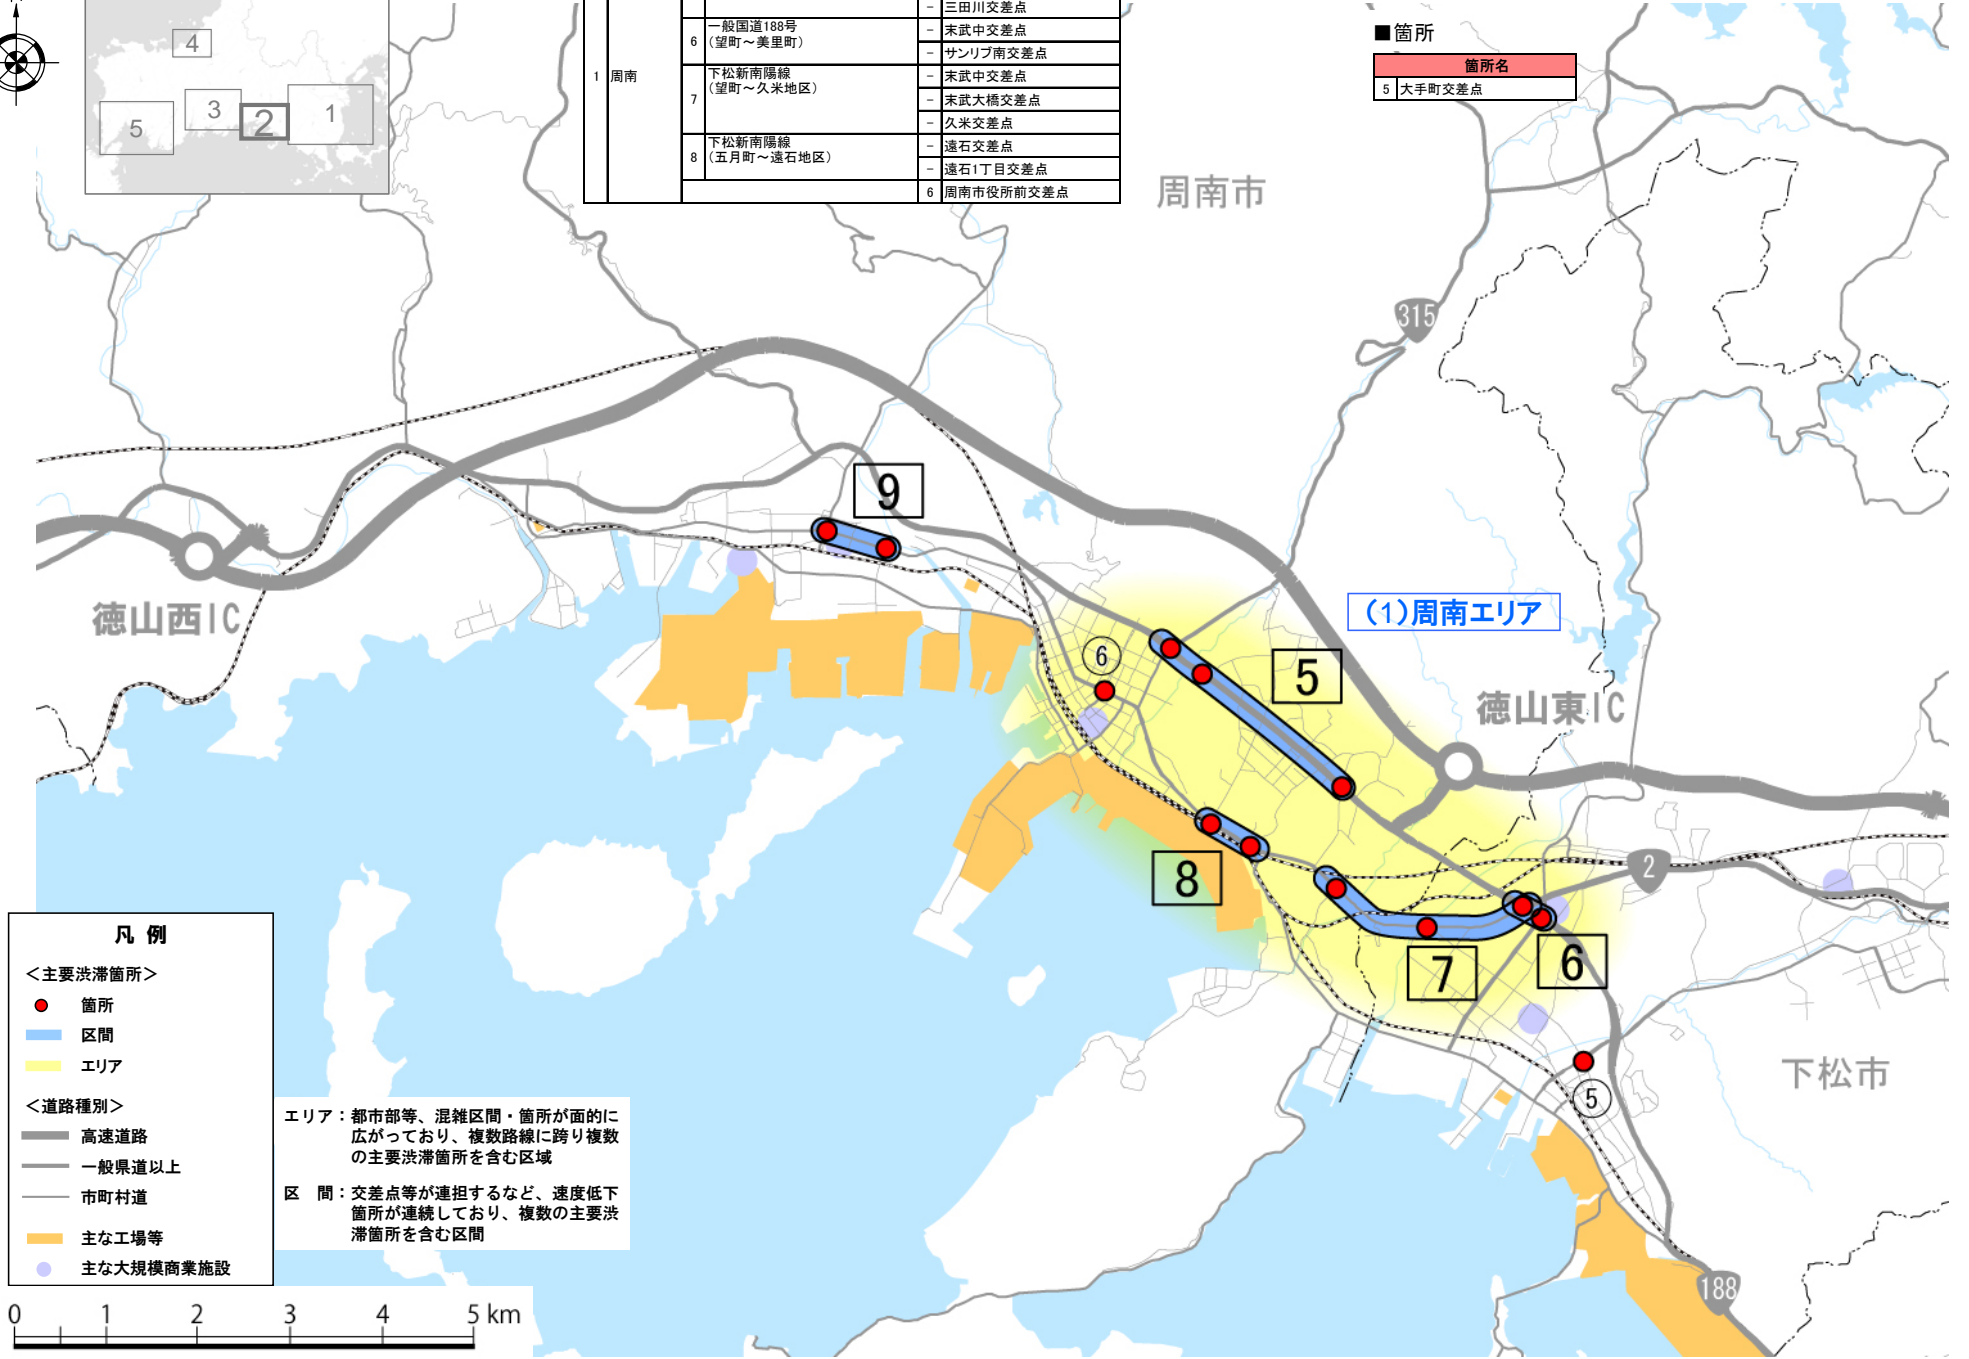 4
3
2
1
5
- 三田川交差点
1 周南
6 一般国道188号
（望町～美里町）
- 末武中交差点
- サンリブ南交差点
7 下松新南陽線
（望町～久米地区）
- 末武中交差点
- 末武大橋交差点
- 久米交差点
8 下松新南陽線
（五月町～遠石地区）
- 遠石交差点
- 遠石1丁目交差点
6 周南市役所前交差点
■箇所
箇所名
5 大手町交差点
周南市
315
9
徳山西IC
(1)周南エリア
6
5
徳山東IC
8
2
7
6
下松市
5
188
凡 例
＜主要渋滞箇所＞
箇所
区間
エリア
＜道路種別＞
高速道路
一般県道以上
市町村道
主な工場等
主な大規模商業施設
エリア：都市部等、混雑区間・箇所が面的に
広がっており、複数路線に跨り複数
の主要渋滞箇所を含む区域
区　間：交差点等が連担するなど、速度低下
箇所が連続しており、複数の主要渋
滞箇所を含む区間
0 1 2 3 4 5 km